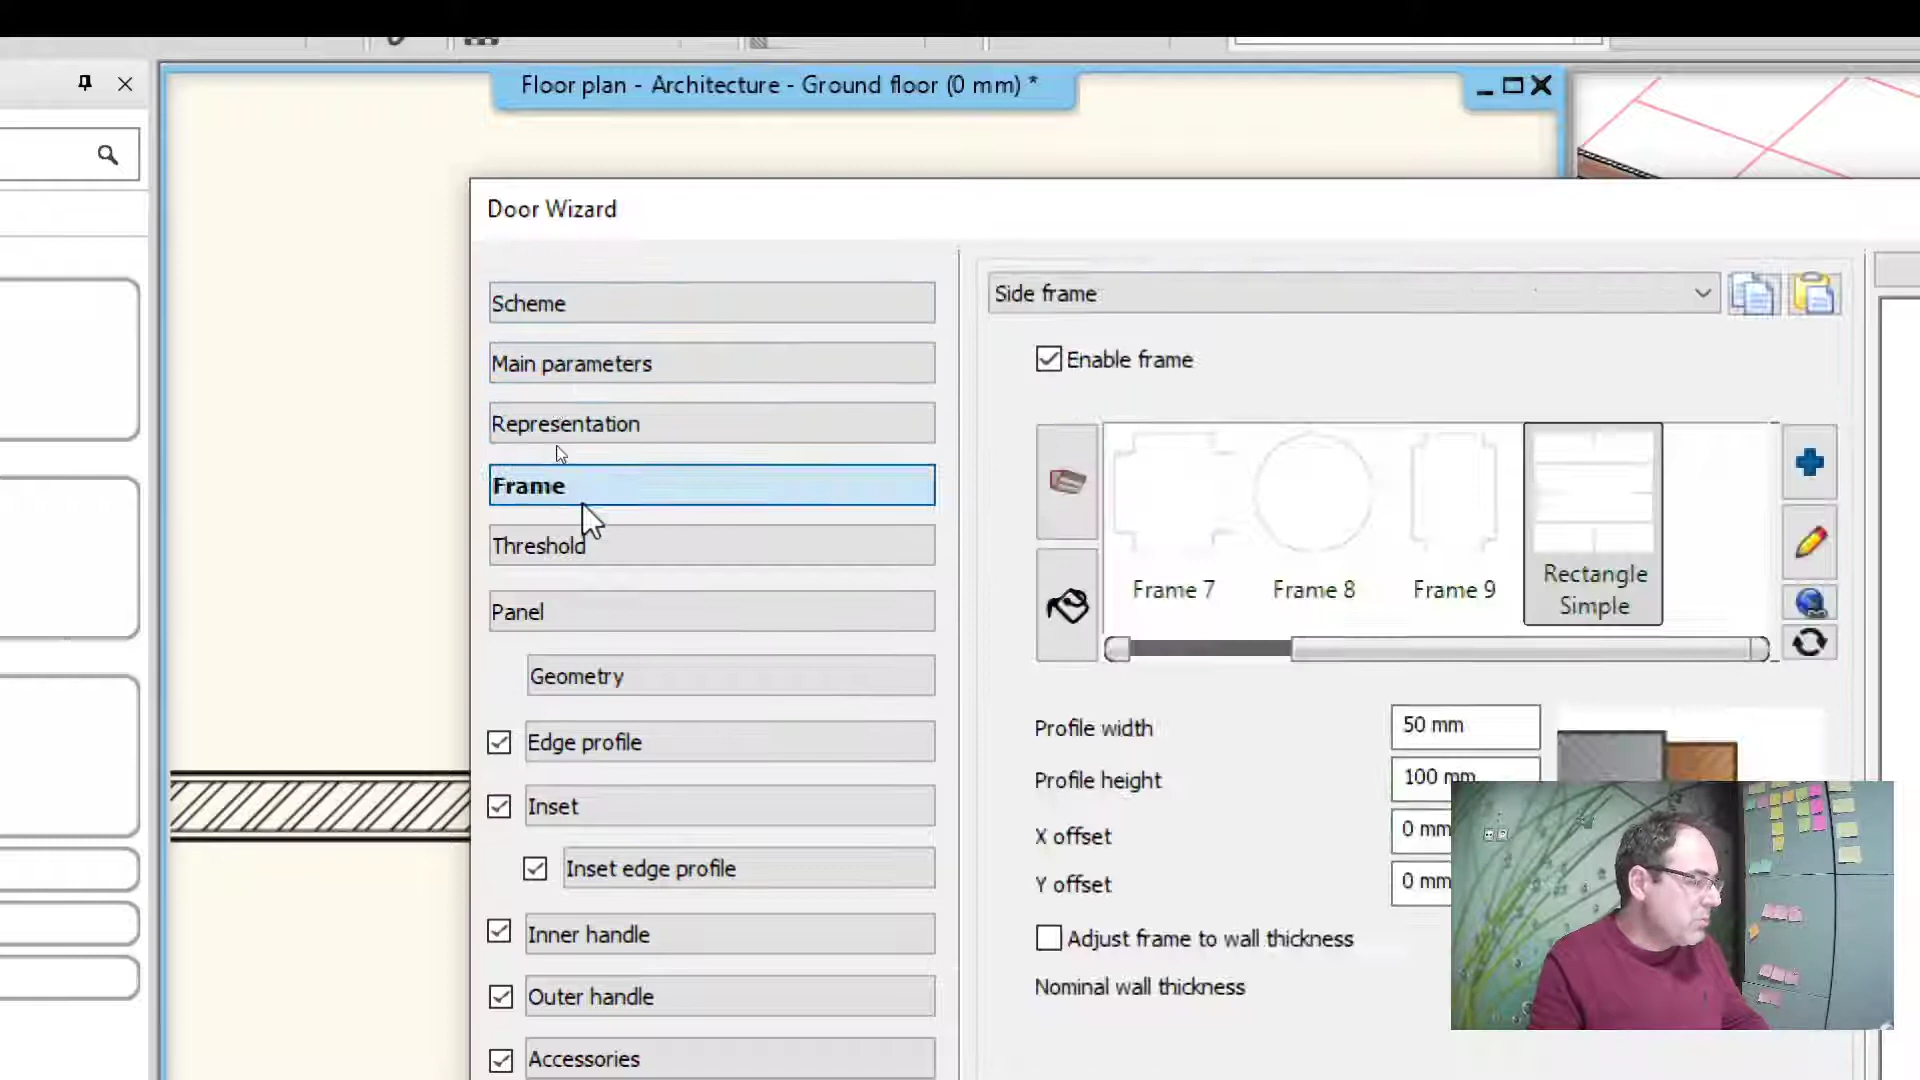 Floor plan - Architecture - Ground floor (0 mm) *
Door Wizard
Scheme
Main parameters
Representation
Frame
Threshold
Panel
Geometry
Edge profile
Inset
Inset edge profile
Inner handle
Outer handle
Accessories
Side frame
Enable frame
Frame 7
Frame 8
Frame 9
Rectangle
Simple
Profile width
50 mm
Profile height
100 mm
X offset
0 mm
Y offset
0 mm
Adjust frame to wall thickness
Nominal wall thickness